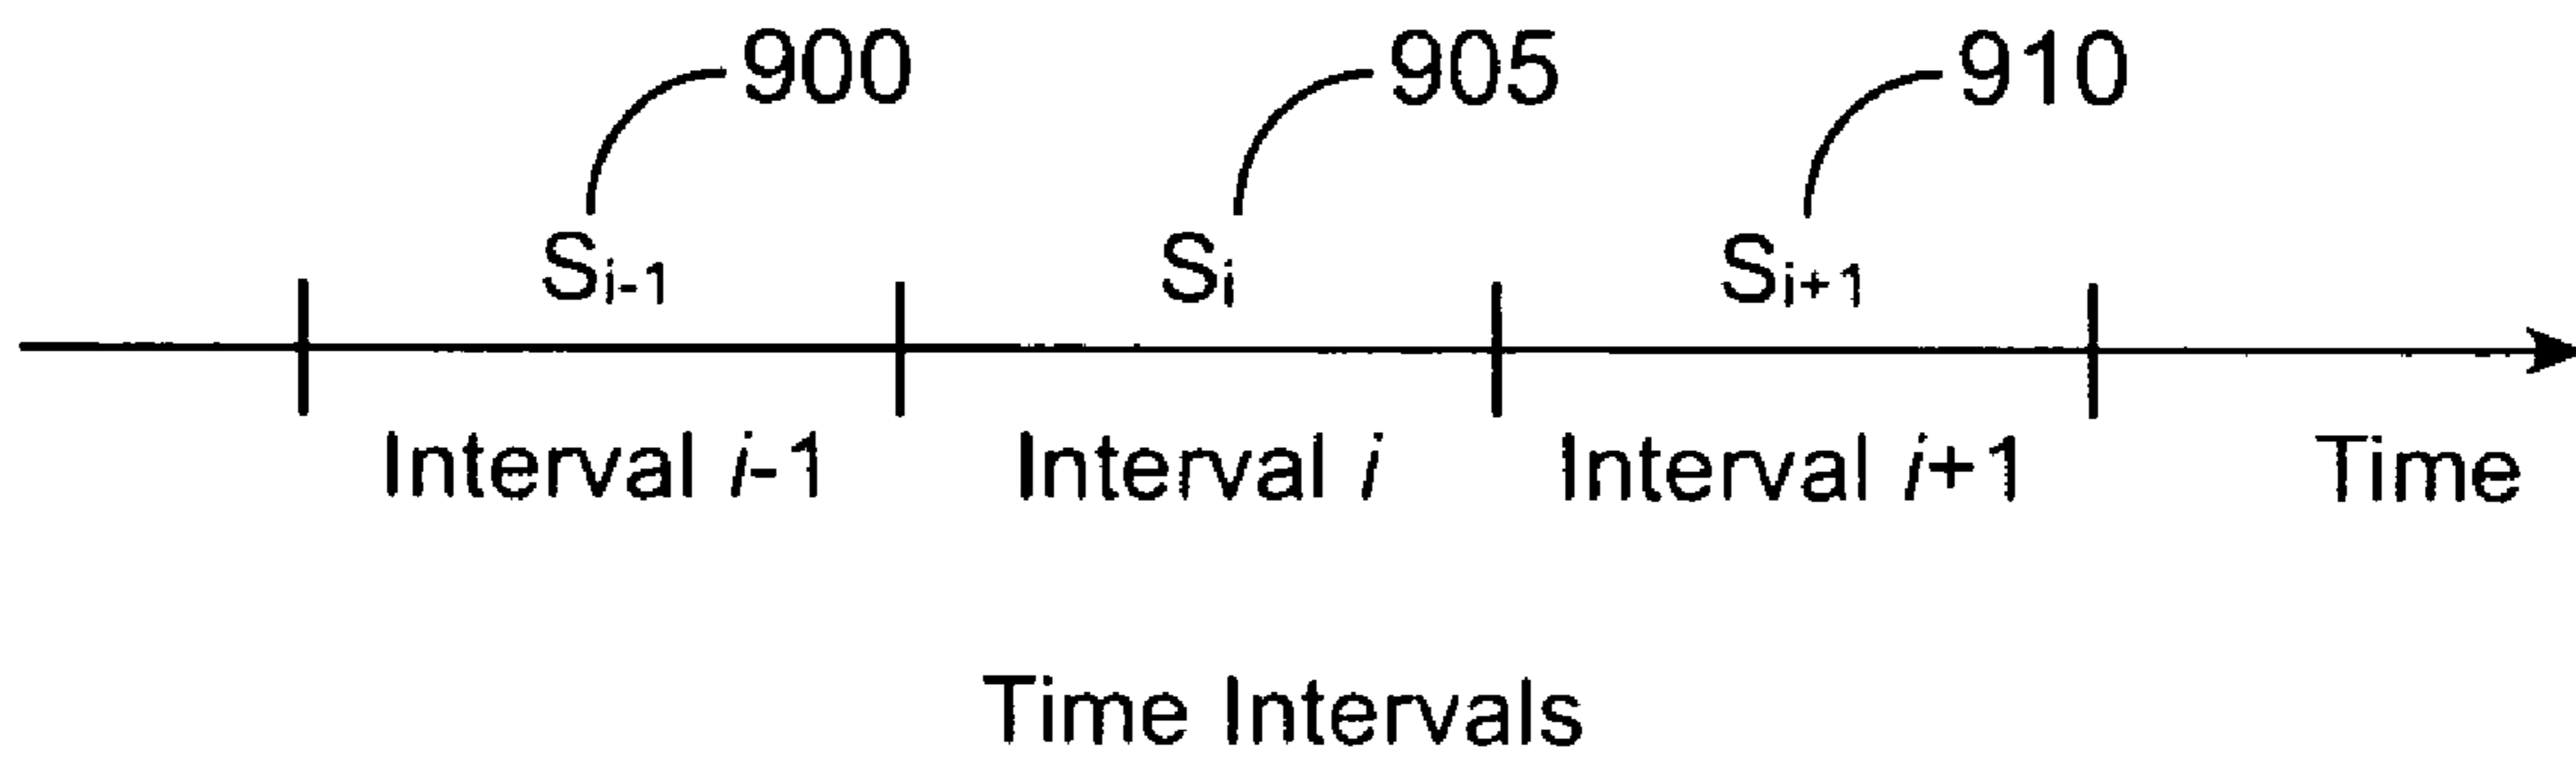 900 905 910
Si-1 Si Si+1
Interval i-1 Interval i Interval i+1 Time
Time Intervals